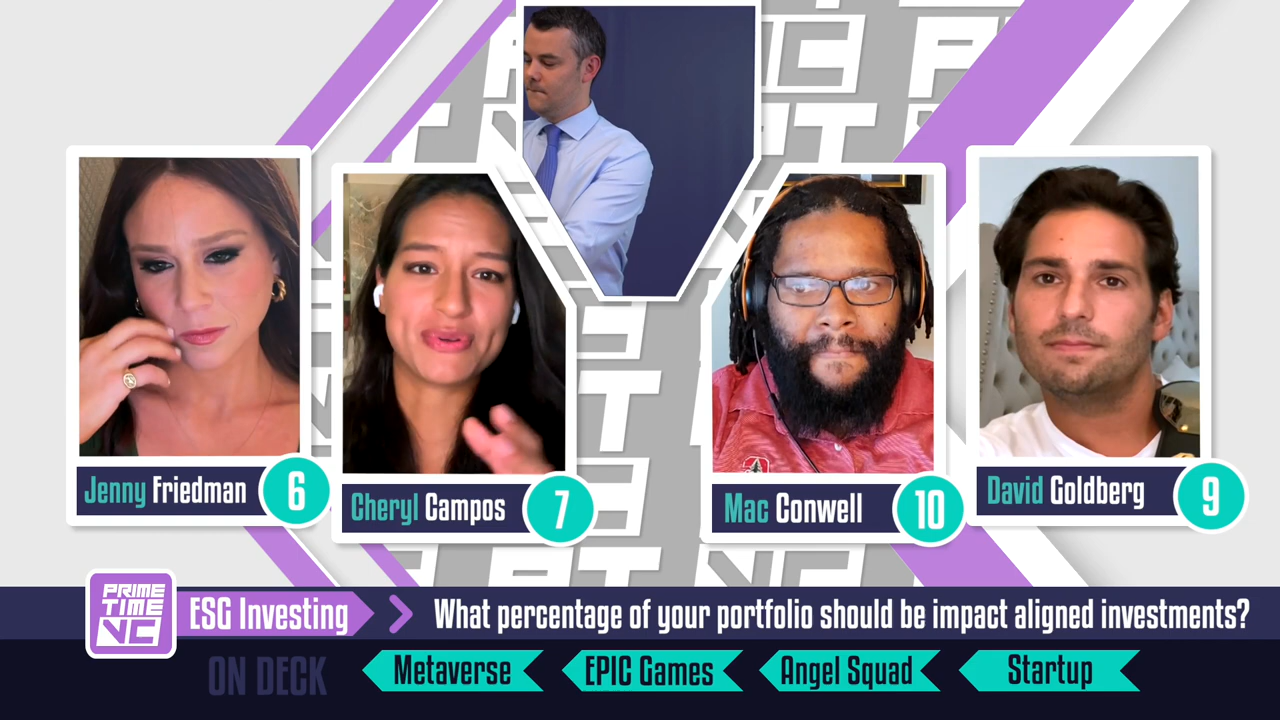 Jenny Friedman
6
Cheryl Campos
7
Mac Conwell
10
David Goldberg
9
PRIME
TIME
VC
ESG Investing
What percentage of your portfolio should be impact aligned investments?
ON DECK
Metaverse
EPIC Games
Angel Squad
Startup